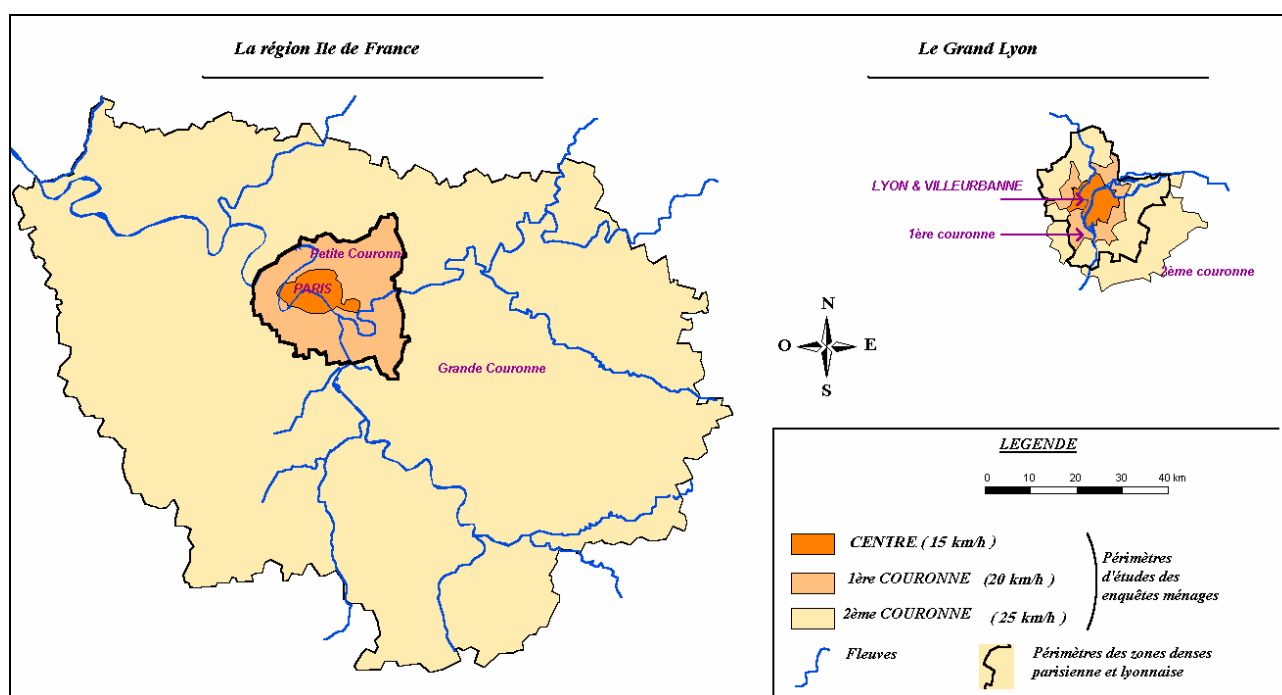 La région Ile de France
Le Grand Lyon
LYON & VILLEURBANNE
1ère couronne
2ème couronne
Petite Couronn
PARIS
Grande Couronne
N
O
E
S
LEGENDE
0 10 20 30 40 km
CENTRE ( 15 km/h )
1ère COURONNE (20 km/h )
2ème COURONNE ( 25 km/h )
Périmètres
d'études des
enquêtes ménages
Fleuves
Périmètres des zones denses
parisienne et lyonnaise